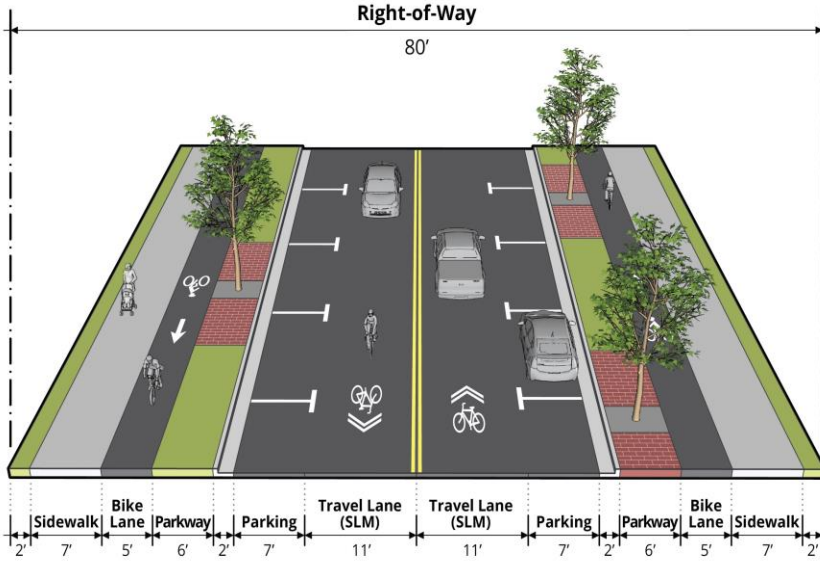 Right-of-Way
80’
Sidewalk
Bike
Lane
Parkway
Parking
Travel Lane
(SLM)
Travel Lane
(SLM)
Parking
Parkway
Bike
Lane
Sidewalk
2’ 7’ 5’ 6’ 2’ 7’ 11’ 11’ 7’ 2’ 6’ 5’ 7’ 2’